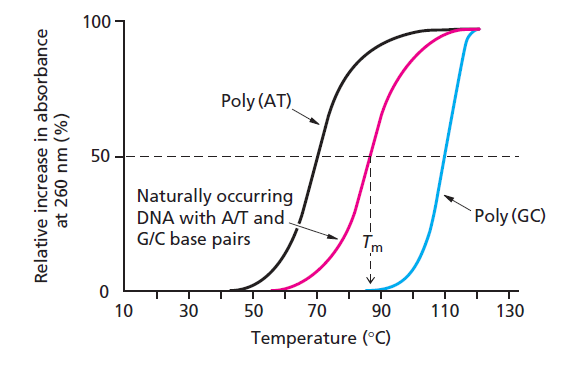 Relative increase in absorbance
at 260 nm (%)
100
50
0
Poly (AT)
Naturally occurring
DNA with A/T and
G/C base pairs
Tm
Poly (GC)
10 30 50 70 90 110 130
Temperature (°C)